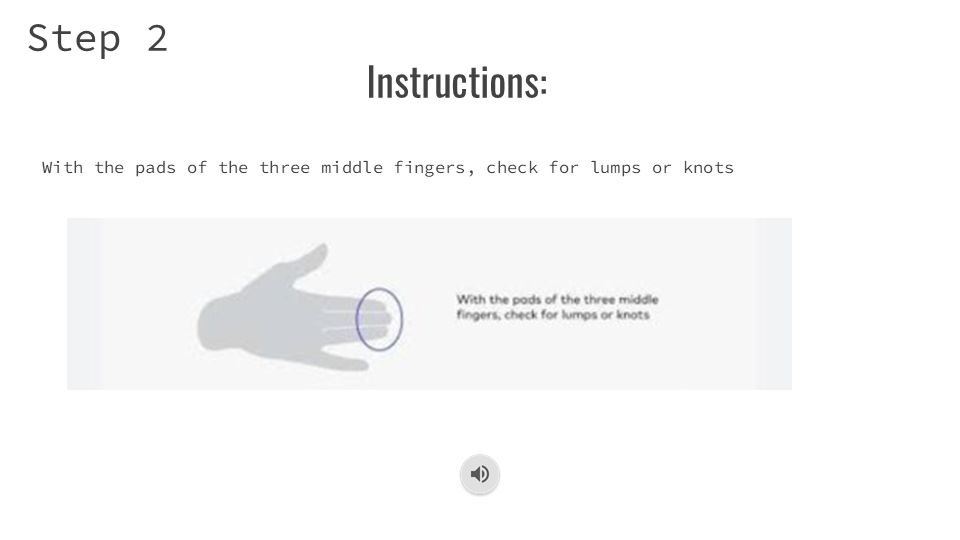 Step 2
Instructions:
With the pads of the three middle fingers, check for lumps or knots
With the pads of the three middle
fingers, check for lumps or knots